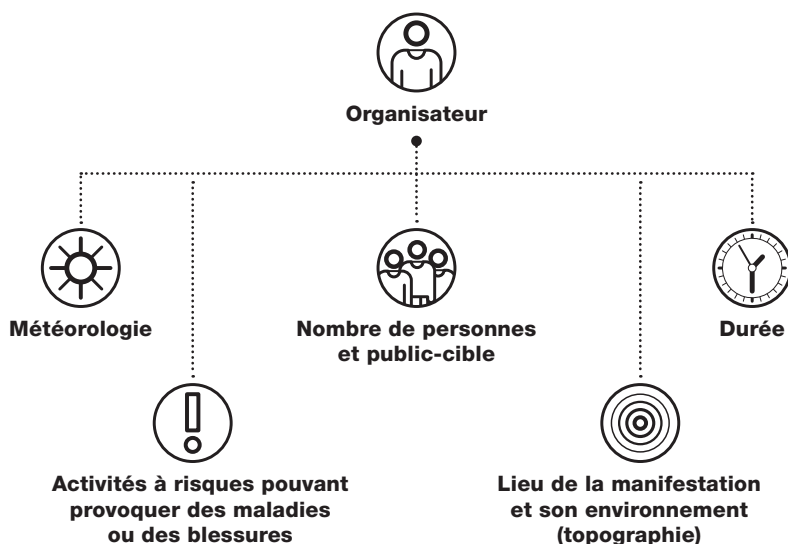 Organisateur
Météorologie
Nombre de personnes
et public-cible
Durée
Activités à risques pouvant
provoquer des maladies
ou des blessures
Lieu de la manifestation
et son environnement
(topographie)